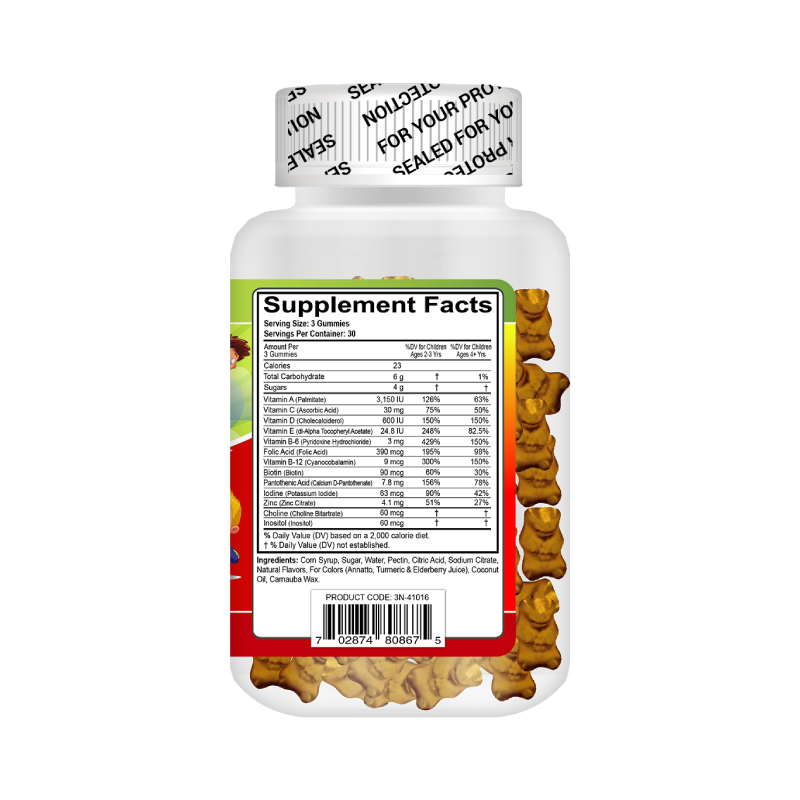 SEA
NOIT
OTECTION
FOR YOUR PROT
SEALED FOR YO
SEALE
PROTEC
Supplement Facts
Serving Size: 3 Gummies
Servings Per Container: 30
Amount Per 3 Gummies %DV for Children Ages 2-3 Yrs %DV for Children Ages 4+ Yrs
Calories 23
Total Carbohydrate 6 g † 1%
Sugars 4 g † †
Vitamin A (Palmitate) 3,150 IU 126% 63%
Vitamin C (Ascorbic Acid) 30 mg 75% 50%
Vitamin D (Cholecalciderol) 600 IU 150% 150%
Vitamin E (dl-Alpha Tocopheryl Acetate) 24.8 IU 248% 82.5%
Vitamin B-6 (Pyridoxine Hydrochloride) 3 mg 429% 150%
Folic Acid (Folic Acid) 390 mcg 195% 98%
Vitamin B-12 (Cyanocobalamin) 9 mcg 300% 150%
Biotin (Biotin) 90 mcg 60% 30%
Pantothenic Acid (Calcium D-Pantothenate) 7.8 mg 156% 78%
Iodine (Potassium Iodide) 63 mcg 90% 42%
Zinc (Zinc Citrate) 4.1 mg 51% 27%
Choline (Choline Bitartrate) 60 mcg † †
Inositol (Inositol) 60 mcg † †
% Daily Value (DV) based on a 2,000 calorie diet.
† % Daily Value (DV) not established.
Ingredients: Corn Syrup, Sugar, Water, Pectin, Citric Acid, Sodium Citrate,
Natural Flavors, For Colors (Annatto, Turmeric & Elderberry Juice), Coconut
Oil, Carnauba Wax.
PRODUCT CODE: 3N-41016
7 02874 80867 5